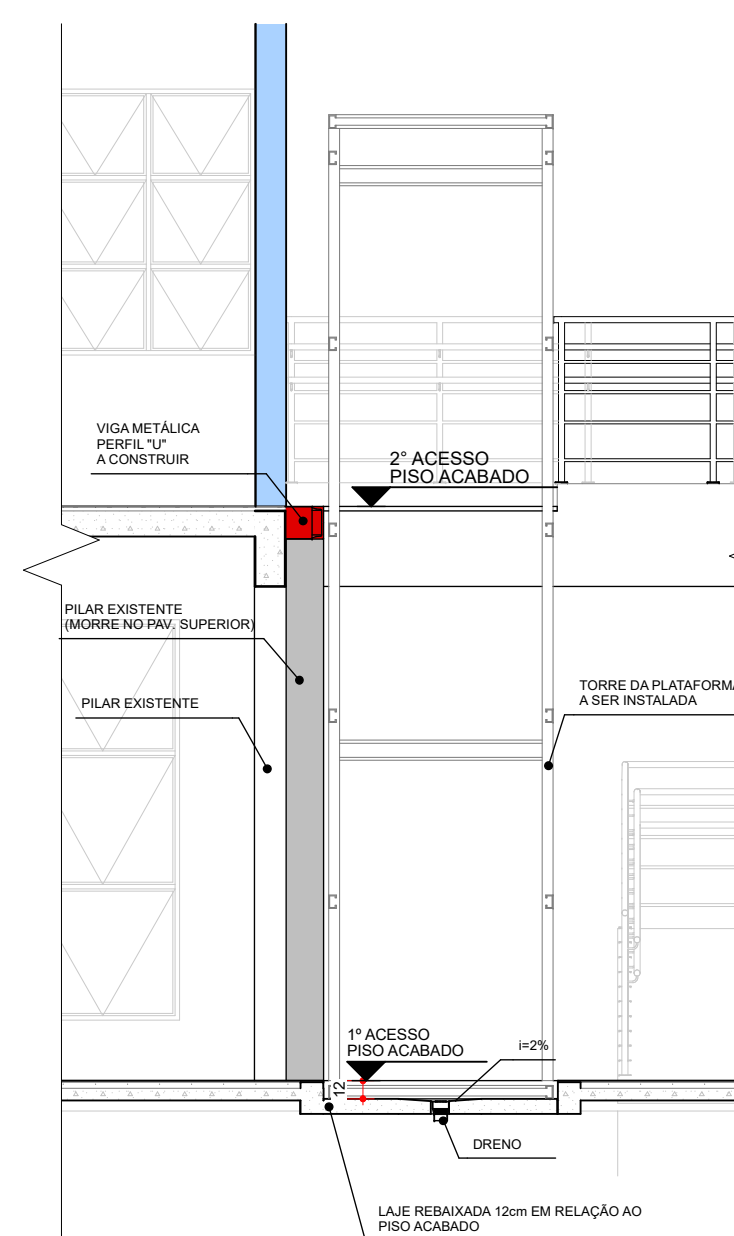 VIGA METÁLICA
PERFIL "U"
A CONSTRUIR
2° ACESSO
PISO ACABADO
PILAR EXISTENTE
(MORRE NO PAV. SUPERIOR)
PILAR EXISTENTE
TORRE DA PLATAFORMA
A SER INSTALADA
1º ACESSO
PISO ACABADO
i=2%
12
DRENO
LAJE REBAIXADA 12cm EM RELAÇÃO AO
PISO ACABADO